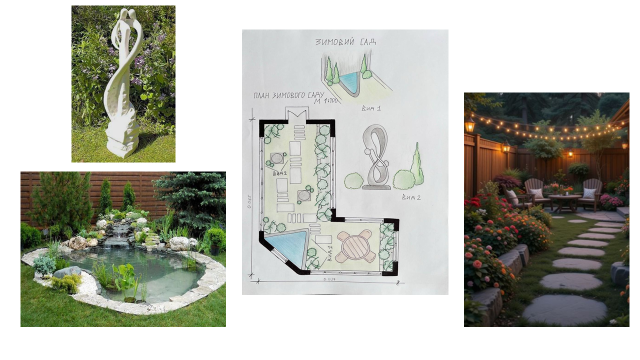 ЗИМОВИЙ САД
ПЛАН ЗИМОВОГО САДУ
М 1:100
Вид 1
Вид 2